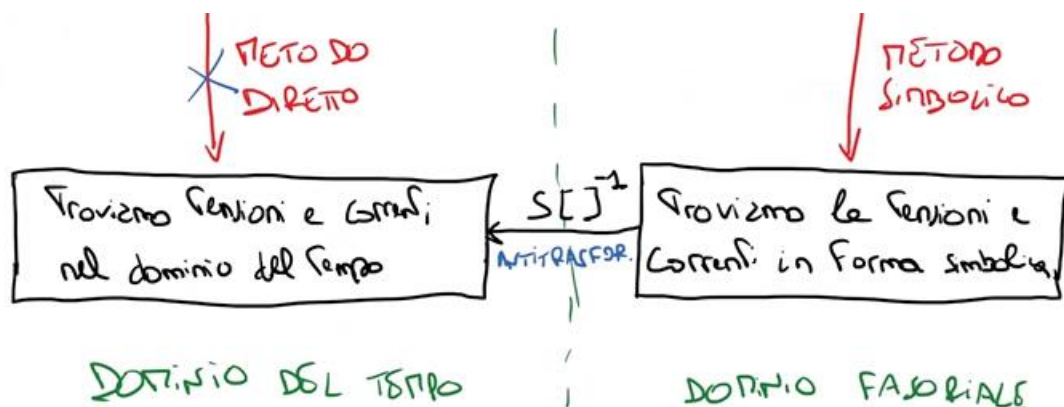 METODO
DIRETTO
METODO
SIMBOLICO
Troviamo Tensioni e Correnti
nel dominio del Tempo
S[ ]⁻¹
ANTITRASFOR.
Troviamo le Tensioni e
Correnti in Forma simbolica,
DOMINIO DEL TEMPO
DOMINIO FASORIALE